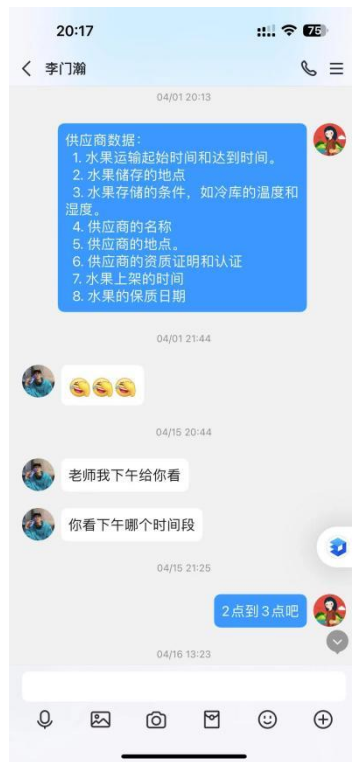 20:17
75
李门瀚
04/01 20:13
供应商数据：
1. 水果运输起始时间和达到时间。
2. 水果储存的地点
3. 水果存储的条件，如冷库的温度和
湿度。
4. 供应商的名称
5. 供应商的地点。
6. 供应商的资质证明和认证
7. 水果上架的时间
8. 水果的保质日期
04/01 21:44
04/15 20:44
老师我下午给你看
你看下午哪个时间段
04/15 21:25
2点到3点吧
04/16 13:23